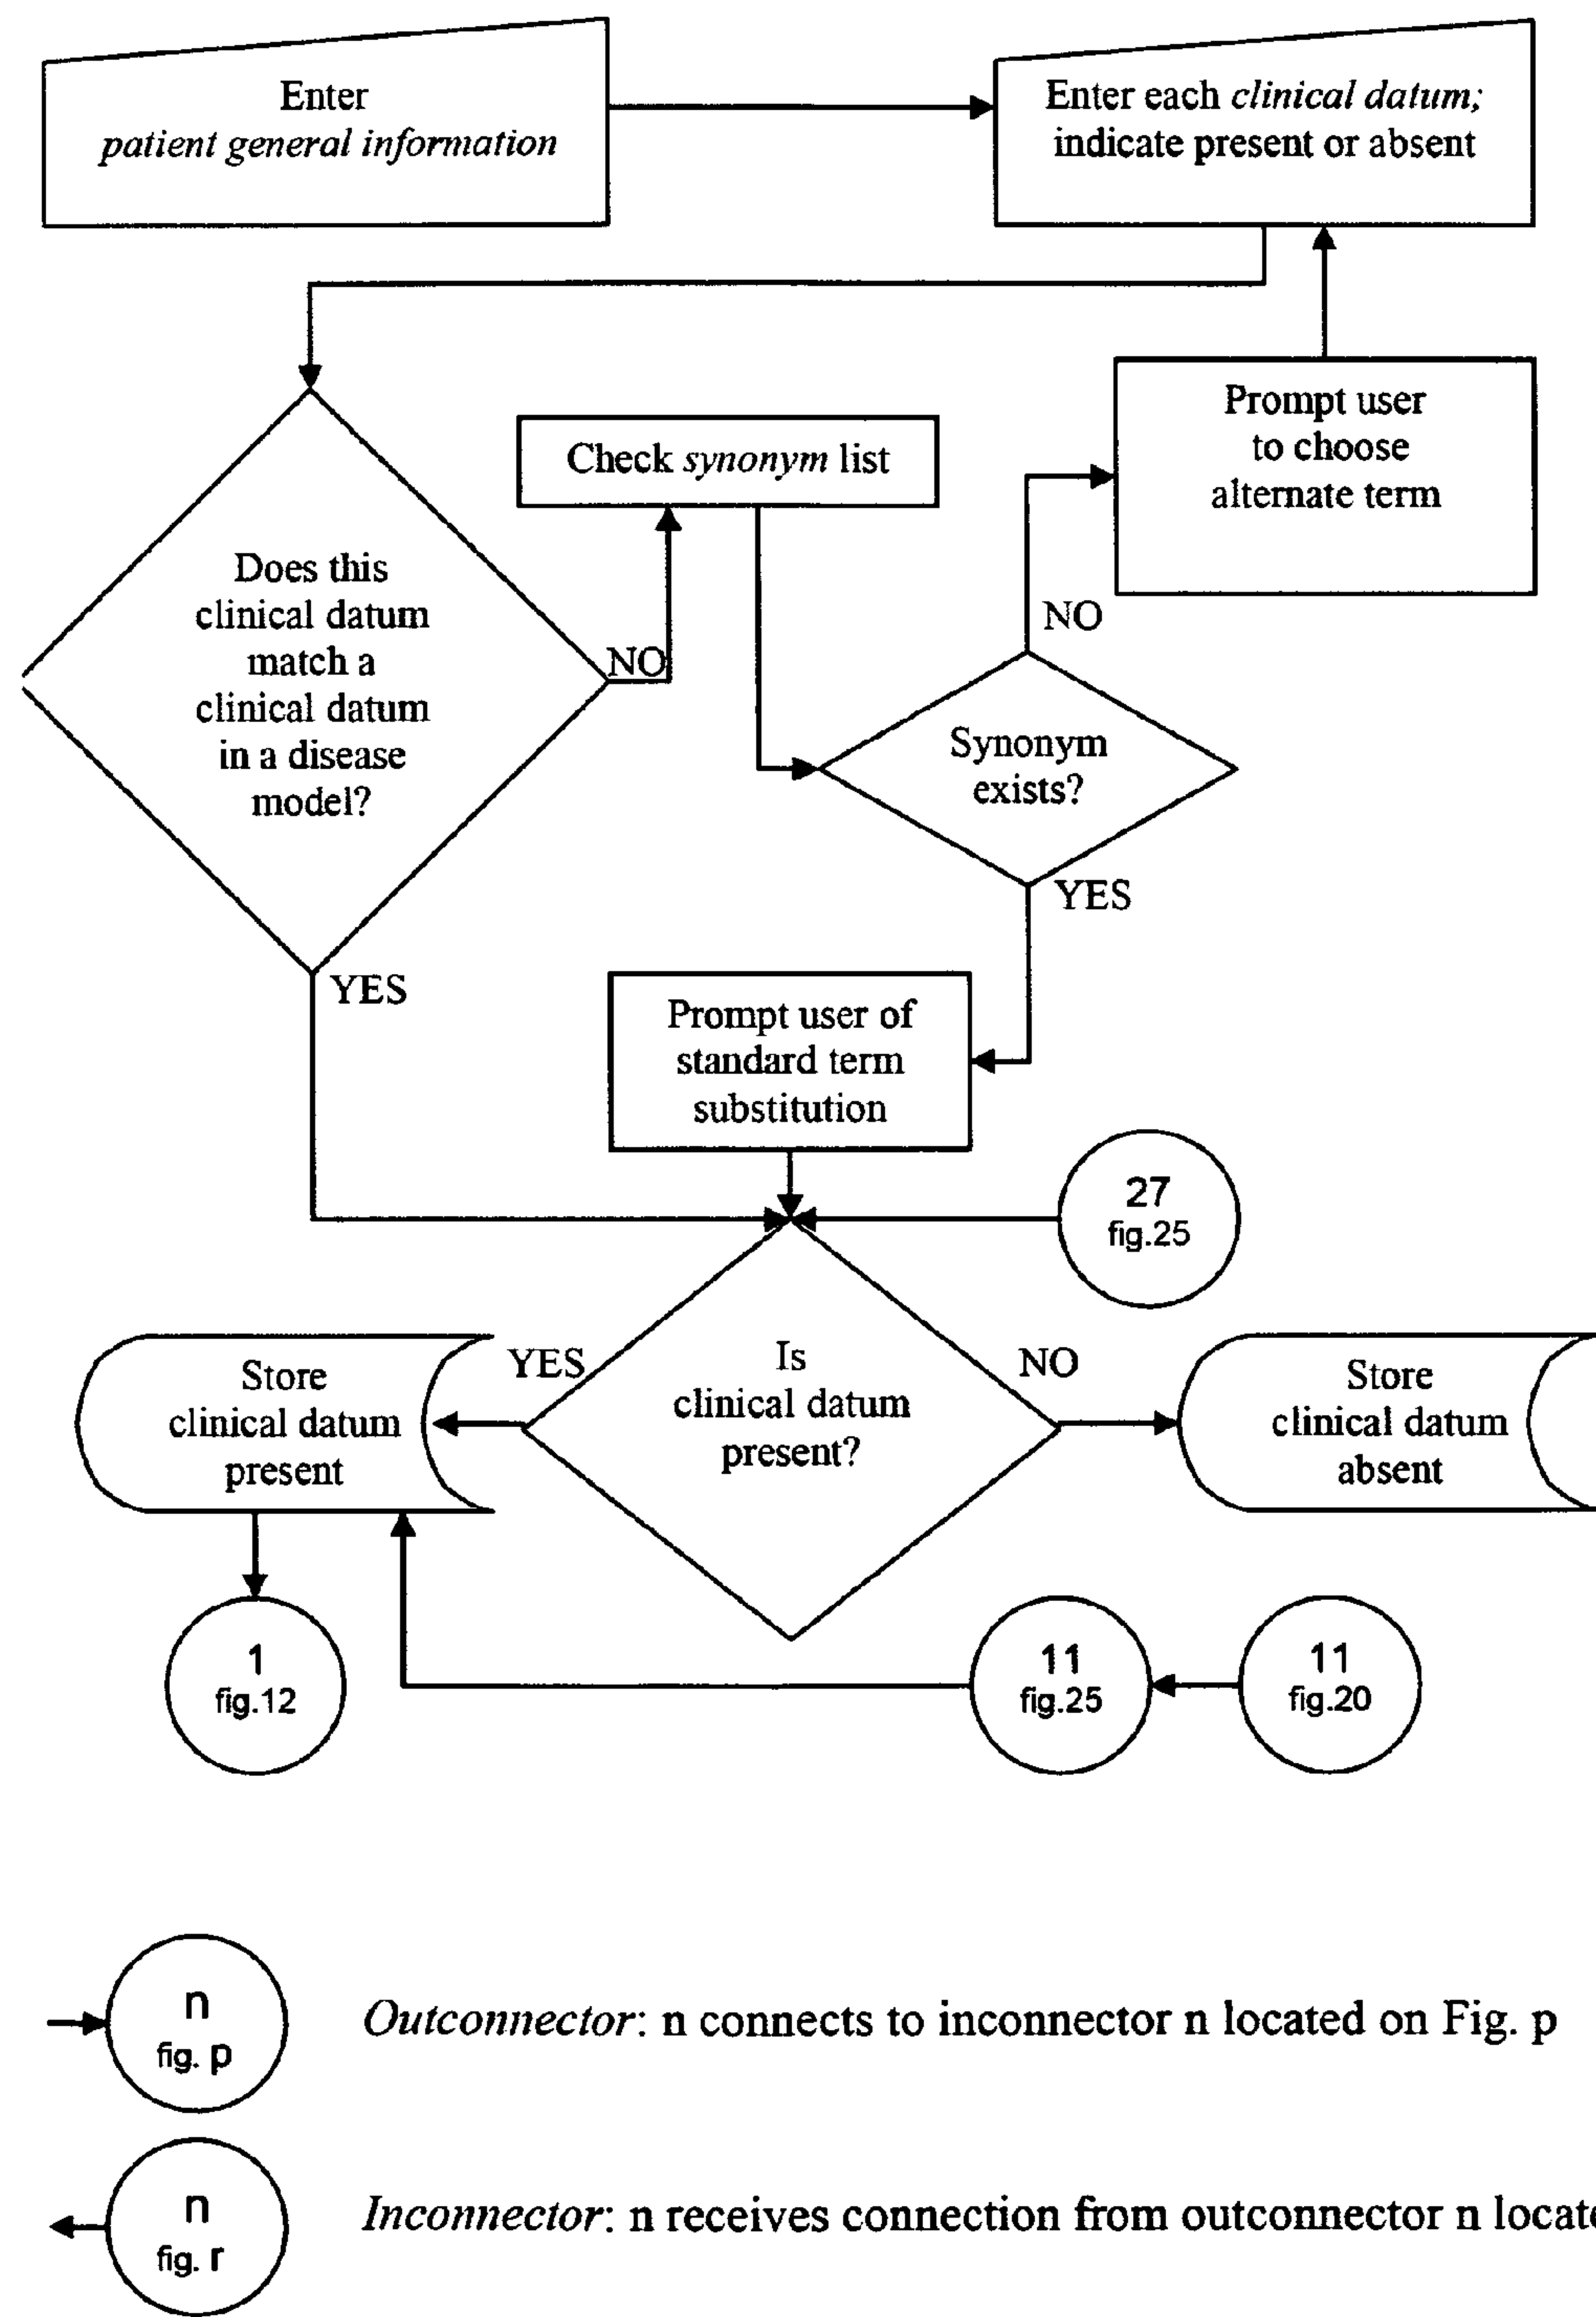 Enter
patient general information
Enter each clinical datum;
indicate present or absent
Prompt user
to choose
alternate term
Check synonym list
Does this
clinical datum
match a
clinical datum
in a disease
model?
NO
NO
Synonym
exists?
YES
YES
Prompt user of
standard term
substitution
27
fig.25
Is
clinical datum
present?
YES
NO
Store
clinical datum
present
Store
clinical datum
absent
1
fig.12
11
fig.25
11
fig.20
n
fig. p
Outconnector: n connects to inconnector n located on Fig. p
n
fig. r
Inconnector: n receives connection from outconnector n